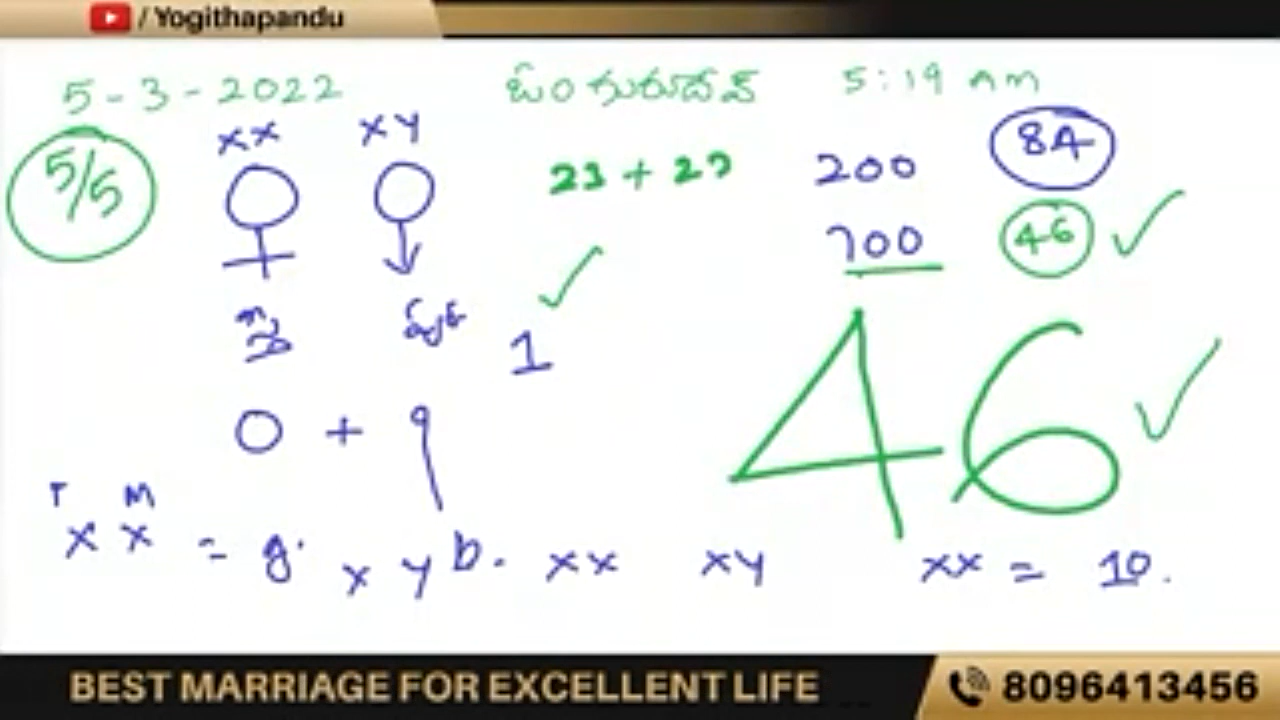 / Yogithapandu
5-3-2022 ఓం గురుదేవ్ 5:19 AM
XX XY 84
5/5 23 + 23 200
700 46
46
1
0 +
F M
X X = g. X Y b. XX XY XX = 10.
BEST MARRIAGE FOR EXCELLENT LIFE 8096413456